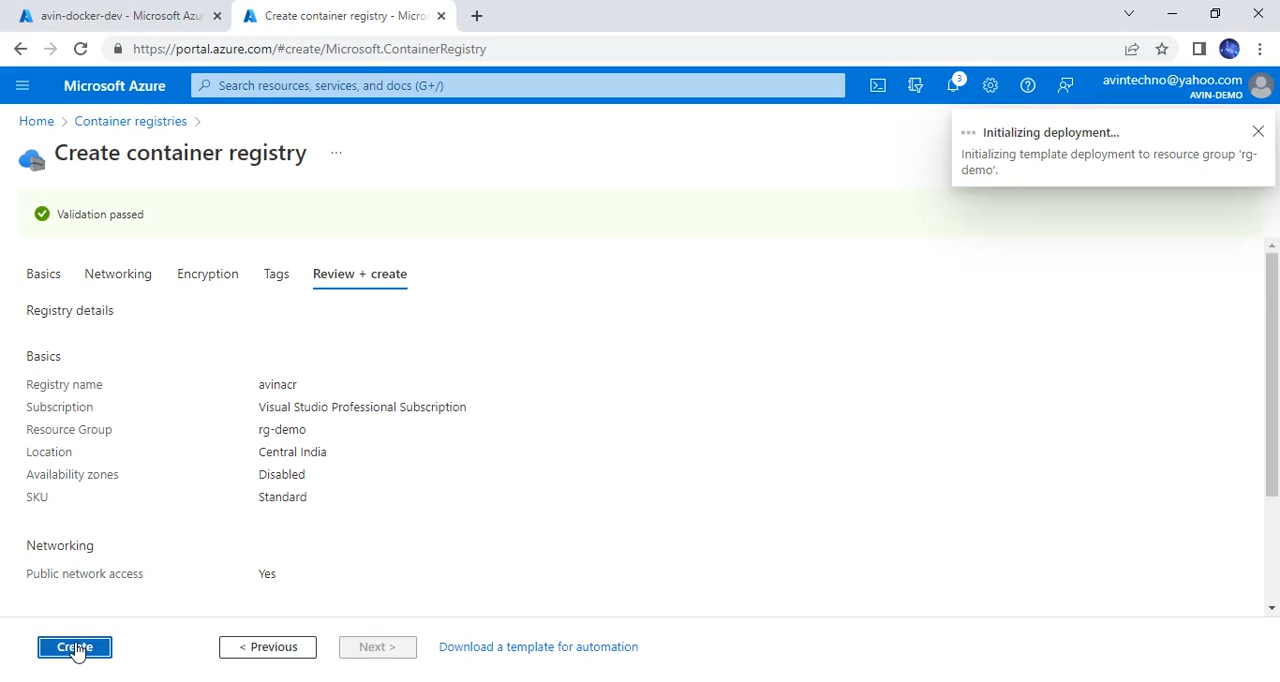 avin-docker-dev - Microsoft Azu
Create container registry - Micro
https://portal.azure.com/#create/Microsoft.ContainerRegistry
Microsoft Azure
Search resources, services, and docs (G+/)
3
avintechno@yahoo.com
AVIN-DEMO
Home > Container registries >
Create container registry ...
Initializing deployment...
Initializing template deployment to resource group 'rg-
demo'.
Validation passed
Basics Networking Encryption Tags Review + create
Registry details
Basics
Registry name avinacr
Subscription Visual Studio Professional Subscription
Resource Group rg-demo
Location Central India
Availability zones Disabled
SKU Standard
Networking
Public network access Yes
Create < Previous Next > Download a template for automation